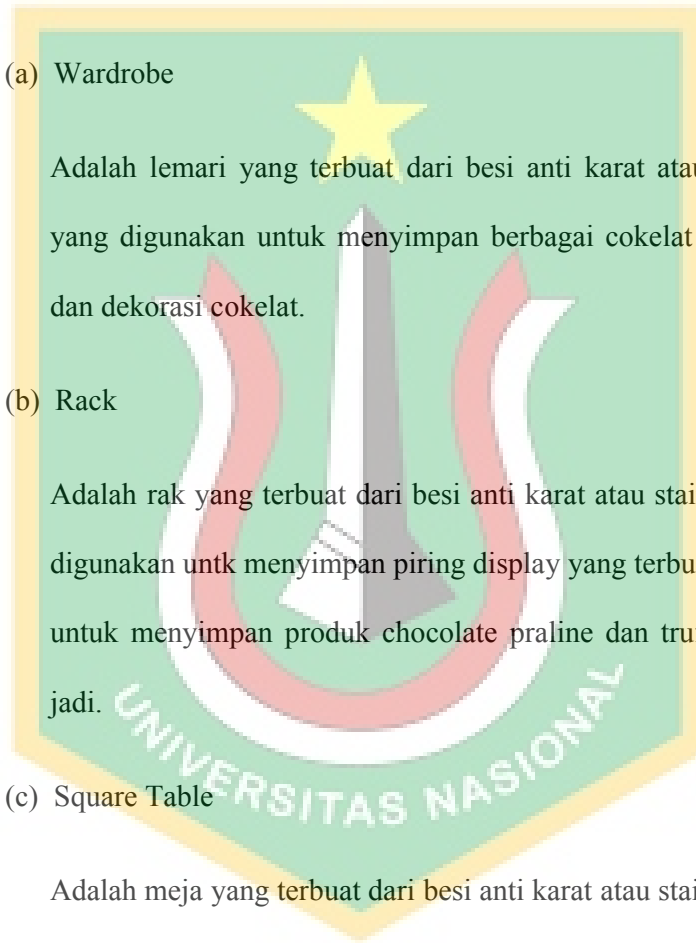 (a) Wardrobe
Adalah lemari yang terbuat dari besi anti karat atau
yang digunakan untuk menyimpan berbagai cokelat
dan dekorasi cokelat.
(b) Rack
Adalah rak yang terbuat dari besi anti karat atau stai
digunakan untk menyimpan piring display yang terbu
untuk menyimpan produk chocolate praline dan tru
jadi.
UNIVERSITAS NASIONAL
(c) Square Table
Adalah meja yang terbuat dari besi anti karat atau stai